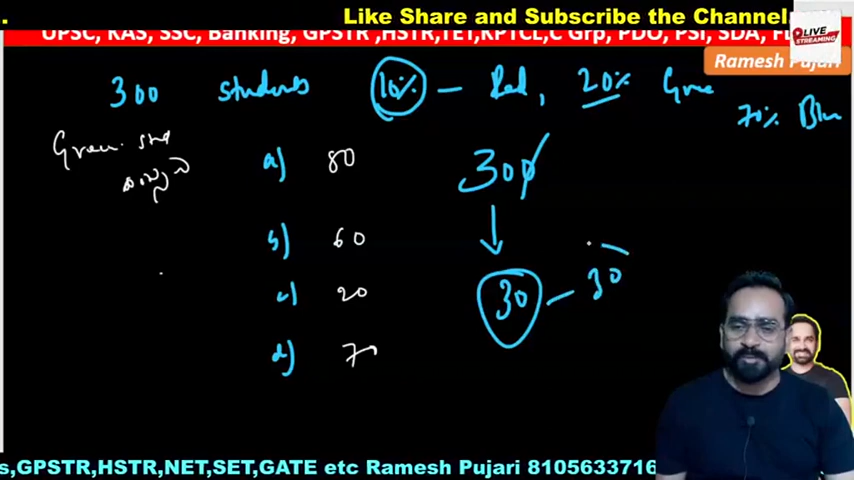 Like Share and Subscribe the Channel.
UPSC, KAS, SSC, Banking, GPSTR ,HSTR,TET,KPTCL,C Grp, PDO, PSI, SDA,
LIVE
STREAMING
Ramesh Pujari
300 students 10% - Red, 20% Gree
70% Blu
Green
a) 80
300
b) 60
30 - 30
c) 20
d) 70
,GPSTR,HSTR,NET,SET,GATE etc Ramesh Pujari 8105633716